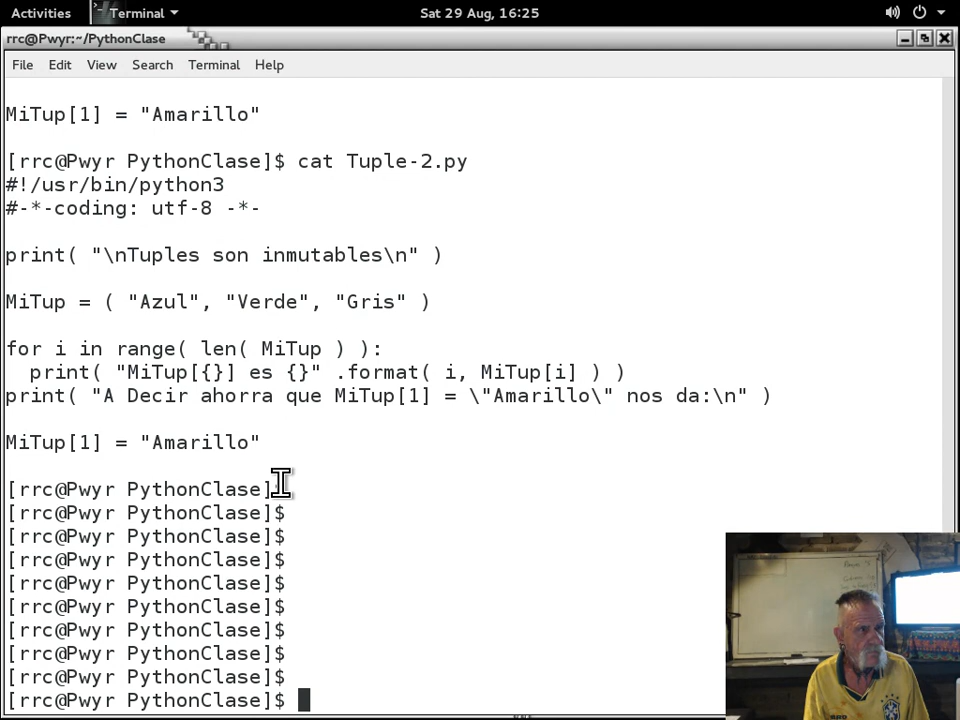 Activities Terminal Sat 29 Aug, 16:25
rrc@Pwyr:~/PythonClase
File Edit View Search Terminal Help
MiTup[1] = "Amarillo"
[rrc@Pwyr PythonClase]$ cat Tuple-2.py
#!/usr/bin/python3
#-*-coding: utf-8 -*-
print( "\nTuples son inmutables\n" )
MiTup = ( "Azul", "Verde", "Gris" )
for i in range( len( MiTup ) ):
  print( "MiTup[{}] es {}" .format( i, MiTup[i] ) )
print( "A Decir ahorra que MiTup[1] = \"Amarillo\" nos da:\n" )
MiTup[1] = "Amarillo"
[rrc@Pwyr PythonClase]$
[rrc@Pwyr PythonClase]$
[rrc@Pwyr PythonClase]$
[rrc@Pwyr PythonClase]$
[rrc@Pwyr PythonClase]$
[rrc@Pwyr PythonClase]$
[rrc@Pwyr PythonClase]$
[rrc@Pwyr PythonClase]$
[rrc@Pwyr PythonClase]$
[rrc@Pwyr PythonClase]$